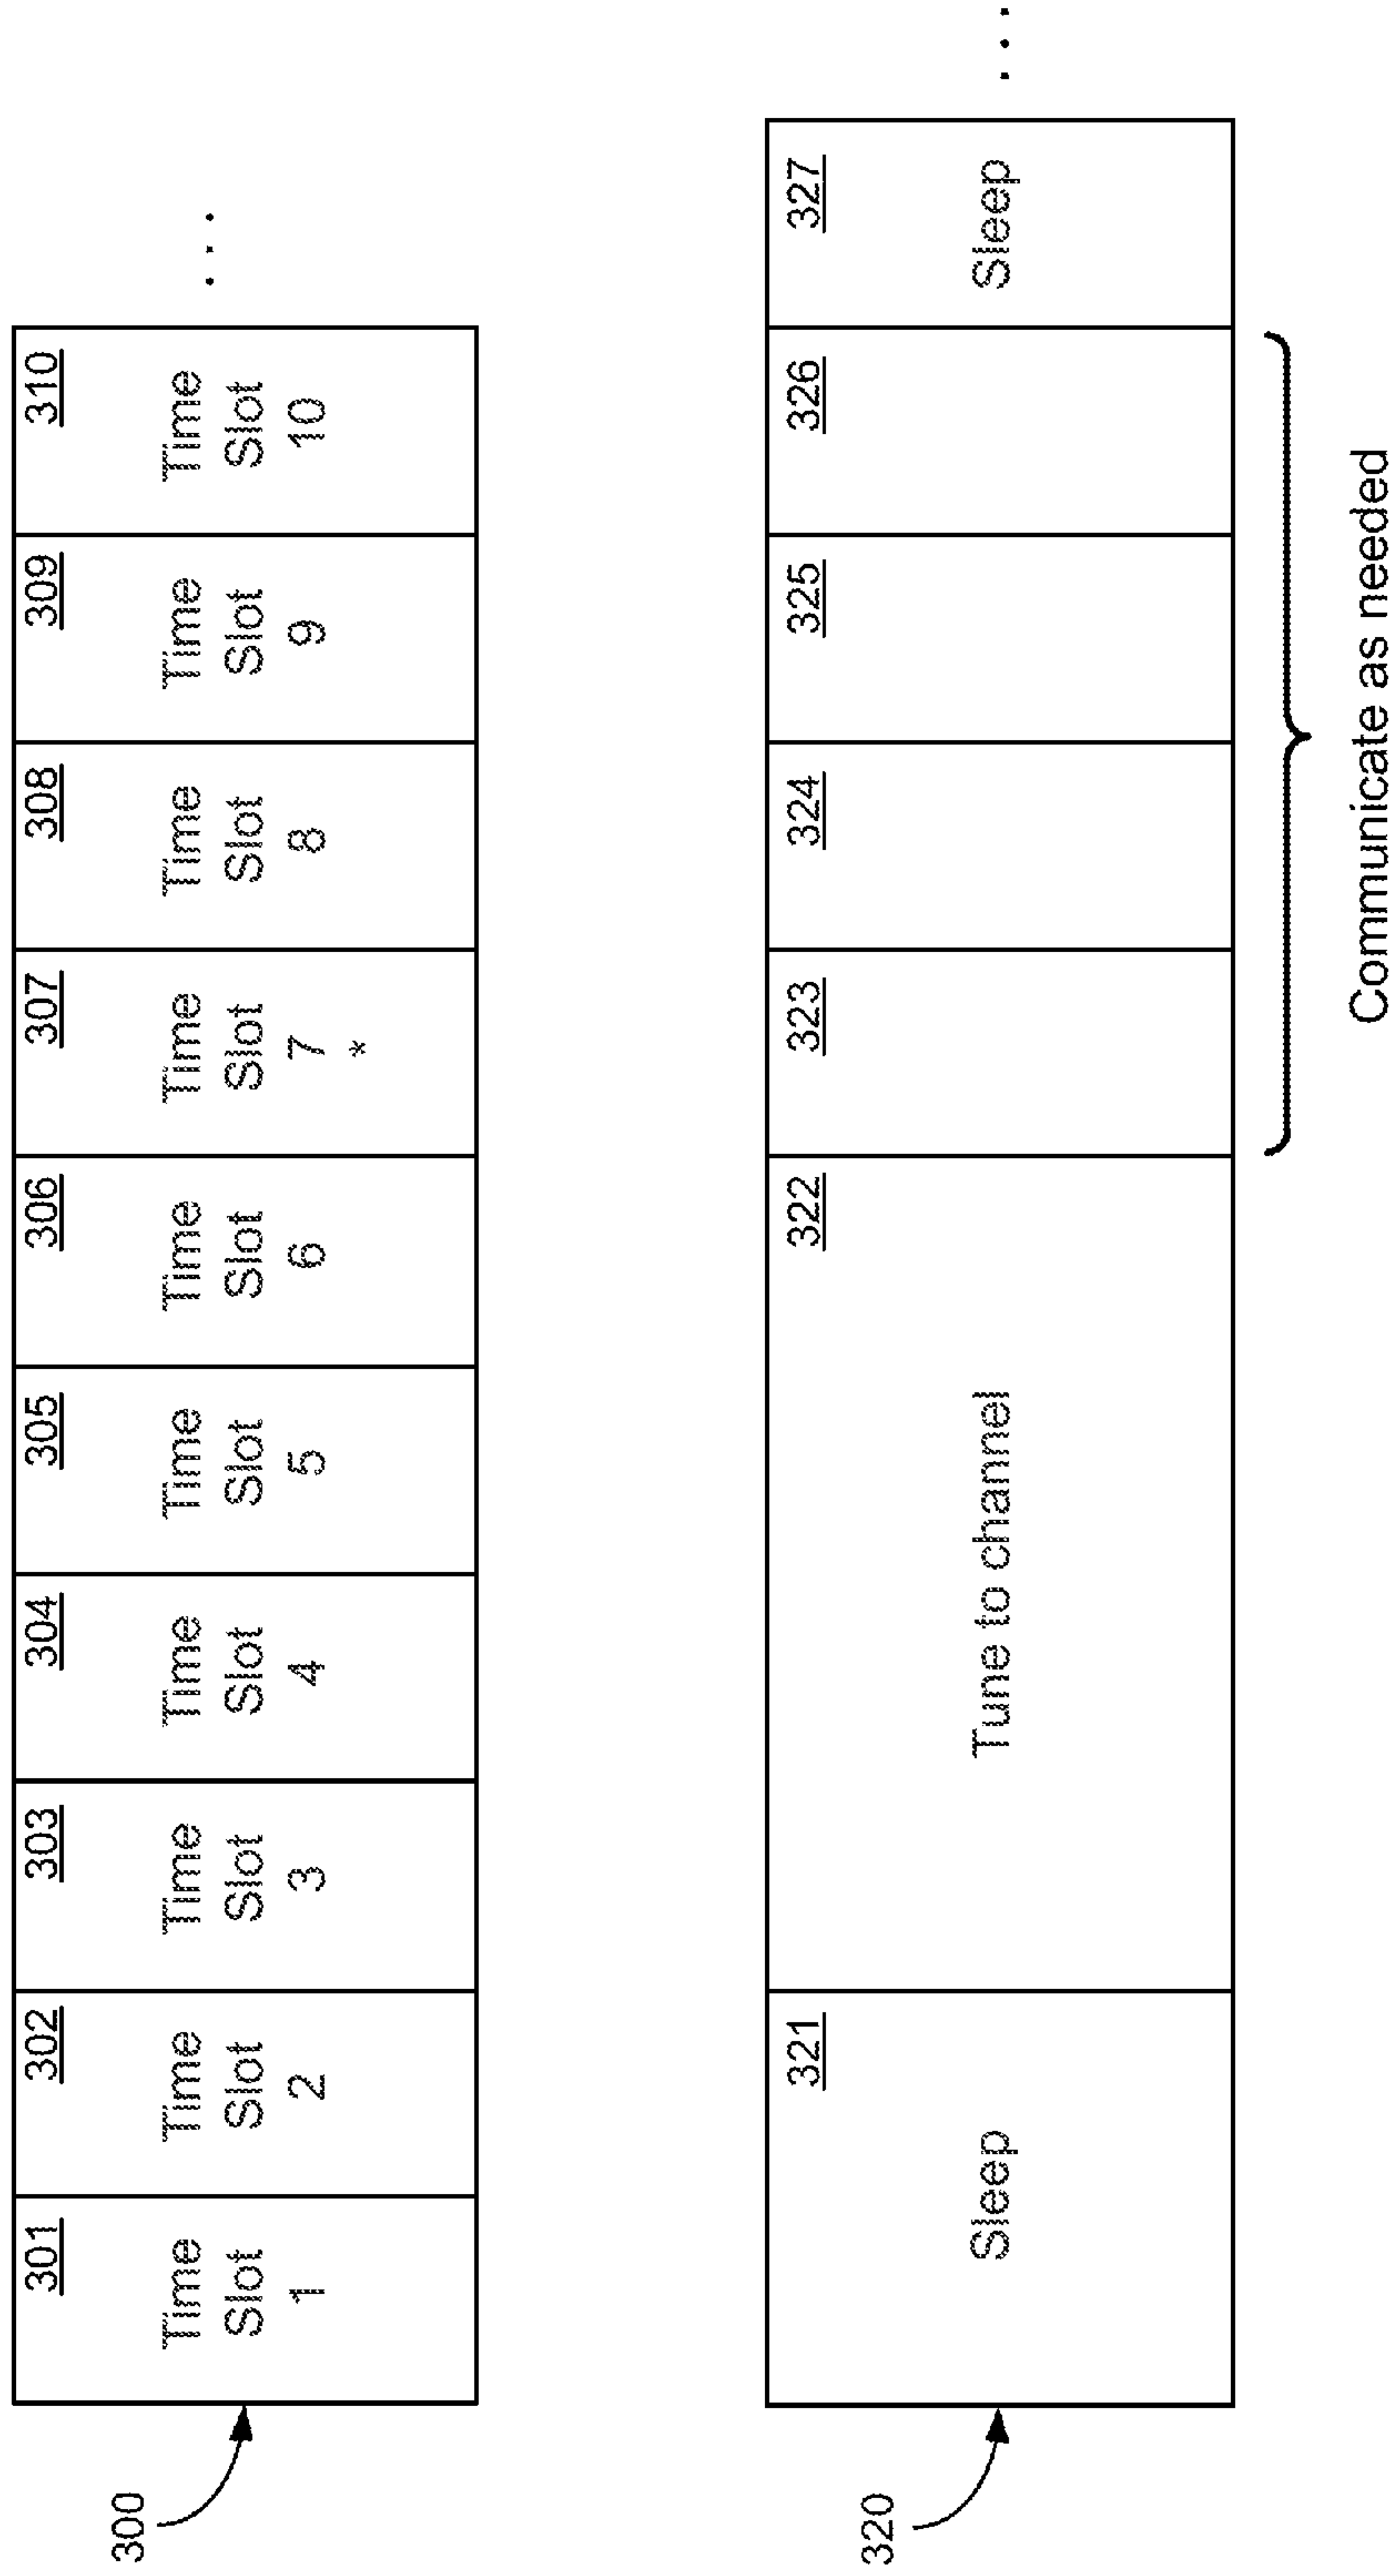 300
301
Time
Slot
1
302
Time
Slot
2
303
Time
Slot
3
304
Time
Slot
4
305
Time
Slot
5
306
Time
Slot
6
307
Time
Slot
7
*
308
Time
Slot
8
309
Time
Slot
9
310
Time
Slot
10
. . .
320
321
Sleep
322
Tune to channel
323
324
325
326
327
Sleep
. . .
Communicate as needed